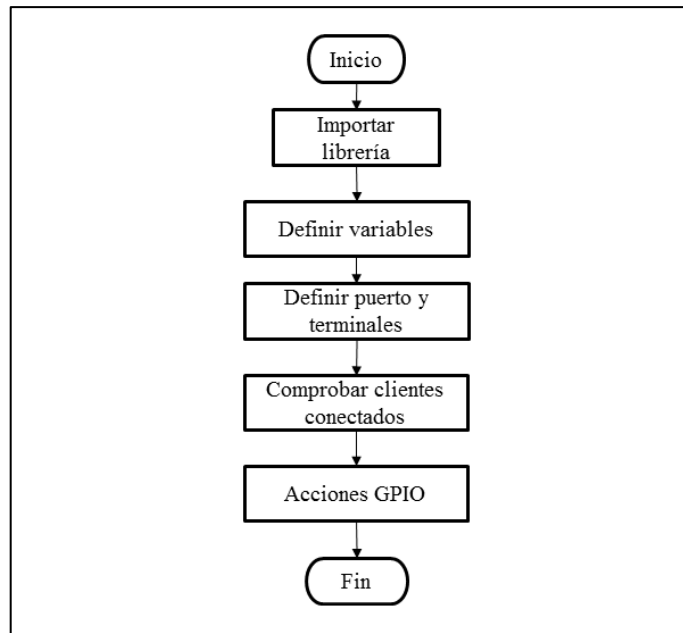 Inicio
Importar
librería
Definir variables
Definir puerto y
terminales
Comprobar clientes
conectados
Acciones GPIO
Fin